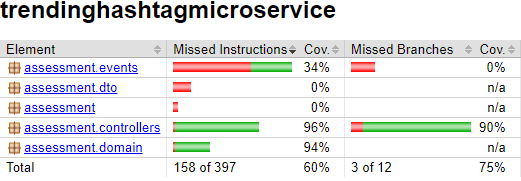 trendinghashtagmicroservice
Element Missed Instructions Cov. Missed Branches Cov.
assessment.events 34% 0%
assessment.dto 0% n/a
assessment 0% n/a
assessment.controllers 96% 90%
assessment.domain 94% n/a
Total 158 of 397 60% 3 of 12 75%